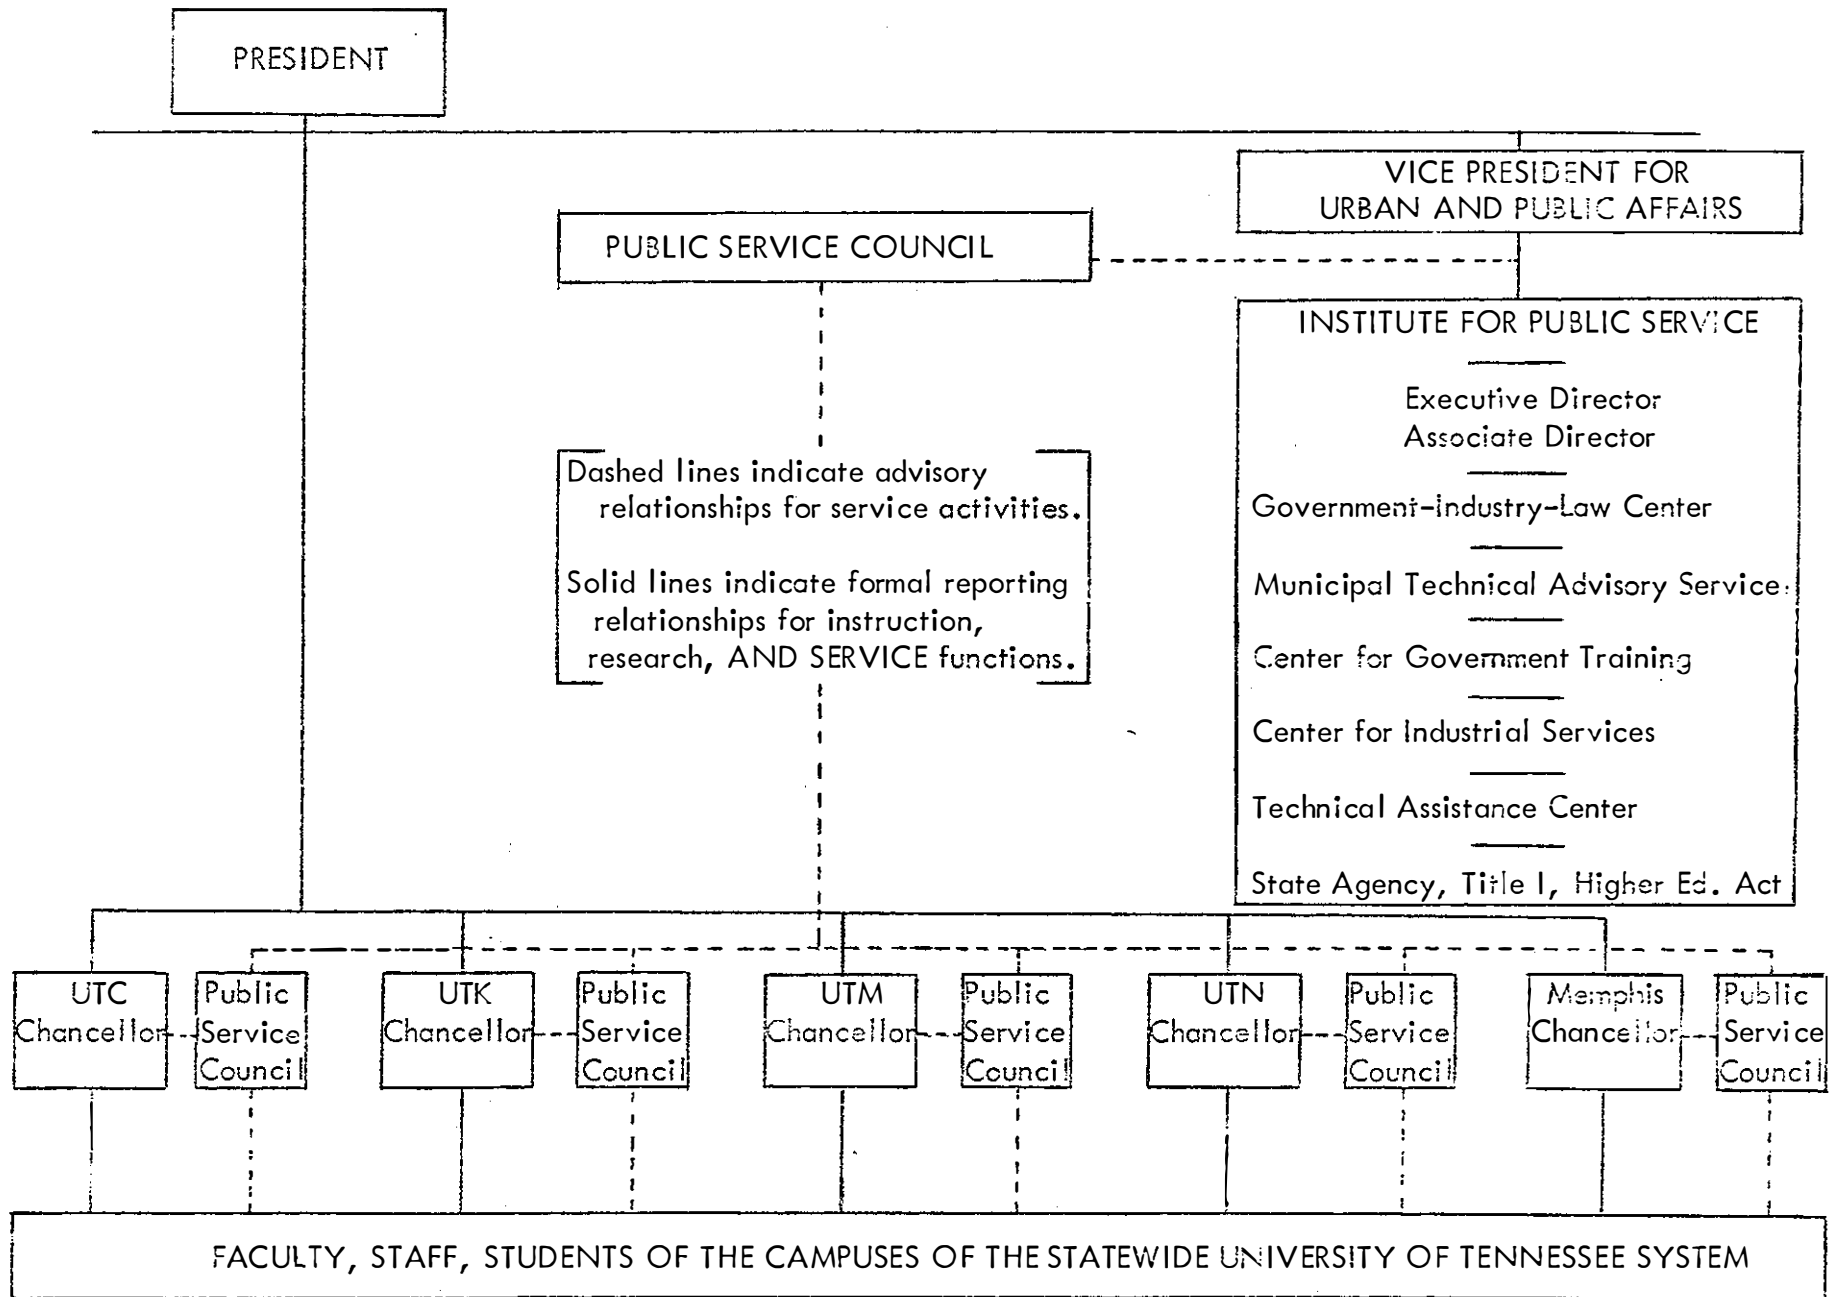 PRESIDENT
VICE PRESIDENT FOR
URBAN AND PUBLIC AFFAIRS
PUBLIC SERVICE COUNCIL
INSTITUTE FOR PUBLIC SERVICE
Executive Director
Associate Director
Government-Industry-Law Center
Municipal Technical Advisory Service
Center for Government Training
Center for Industrial Services
Technical Assistance Center
State Agency, Title I, Higher Ed. Act
Dashed lines indicate advisory
relationships for service activities.
Solid lines indicate formal reporting
relationships for instruction,
research, AND SERVICE functions.
UTC
Chancellor
Public
Service
Council
UTK
Chancellor
Public
Service
Council
UTM
Chancellor
Public
Service
Council
UTN
Chancellor
Public
Service
Council
Memphis
Chancellor
Public
Service
Council
FACULTY, STAFF, STUDENTS OF THE CAMPUSES OF THE STATEWIDE UNIVERSITY OF TENNESSEE SYSTEM